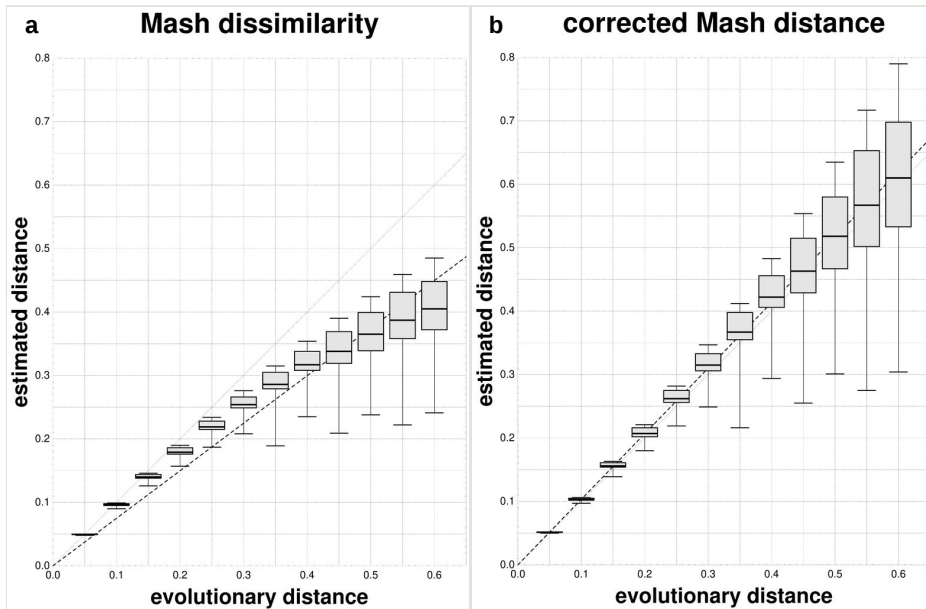 a
Mash dissimilarity
0.8
0.7
0.6
0.5
0.4
0.3
0.2
0.1
0.0
estimated distance
0.0 0.1 0.2 0.3 0.4 0.5 0.6
evolutionary distance
b
corrected Mash distance
0.8
0.7
0.6
0.5
0.4
0.3
0.2
0.1
0.0
estimated distance
0.0 0.1 0.2 0.3 0.4 0.5 0.6
evolutionary distance